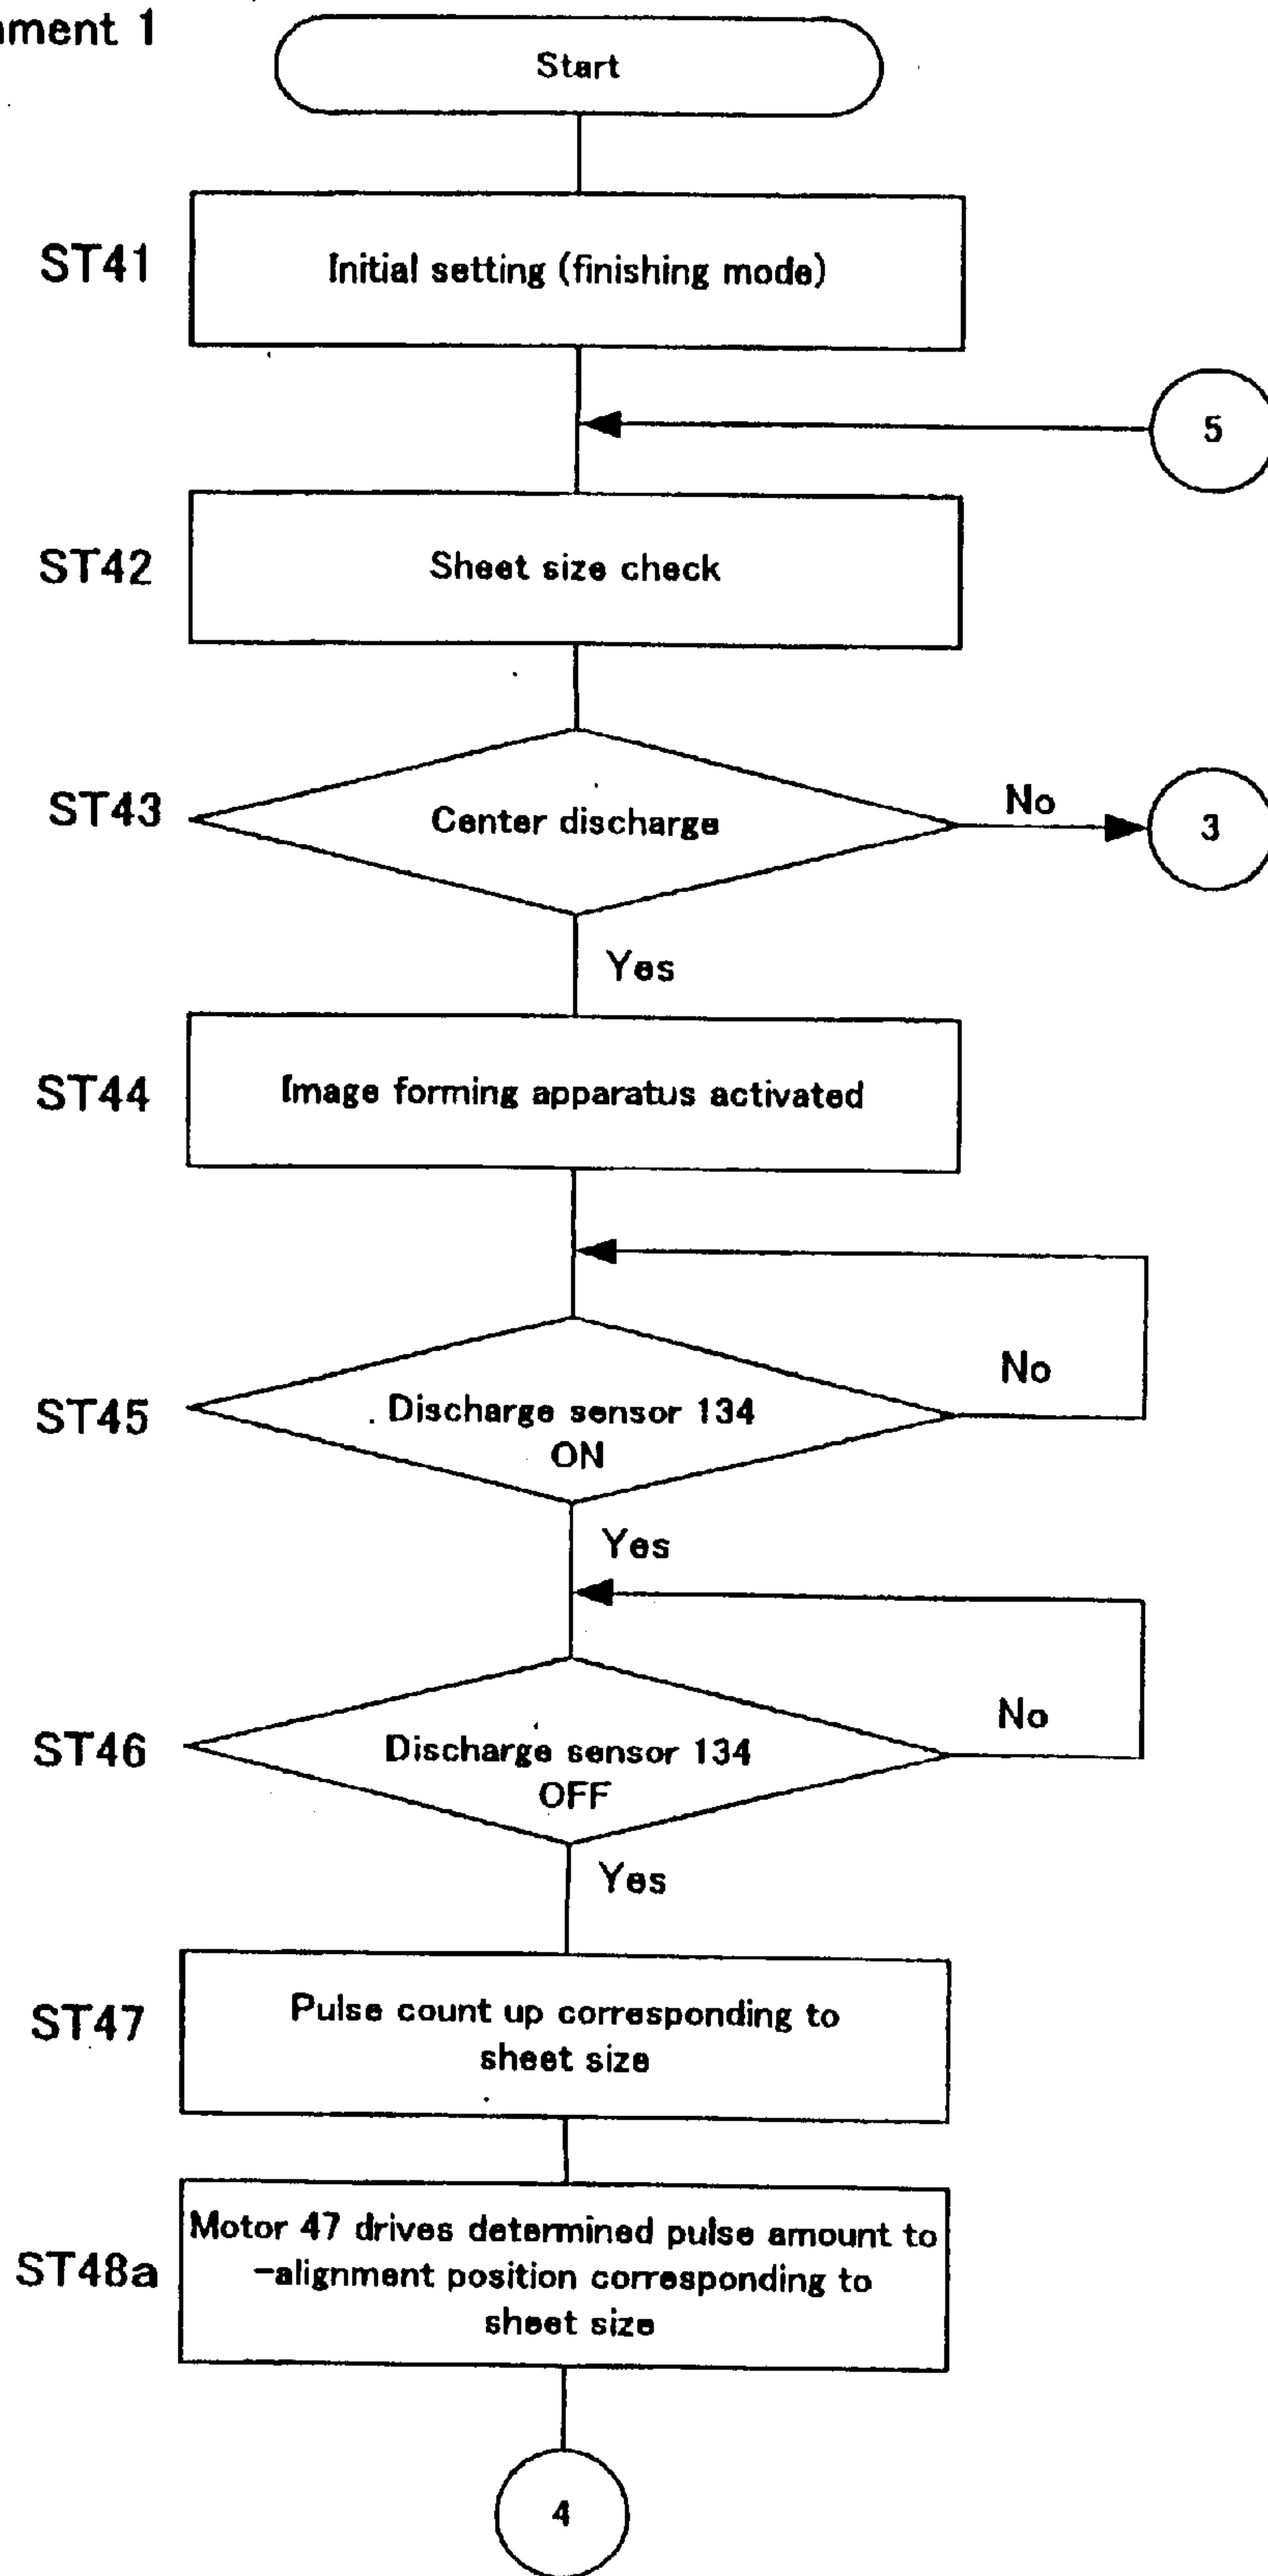 ment 1
Start
ST41
Initial setting (finishing mode)
5
ST42
Sheet size check
ST43
Center discharge
No
3
Yes
ST44
Image forming apparatus activated
No
ST45
Discharge sensor 134
ON
Yes
No
ST46
Discharge sensor 134
OFF
Yes
ST47
Pulse count up corresponding to
sheet size
ST48a
Motor 47 drives determined pulse amount to
-alignment position corresponding to
sheet size
4